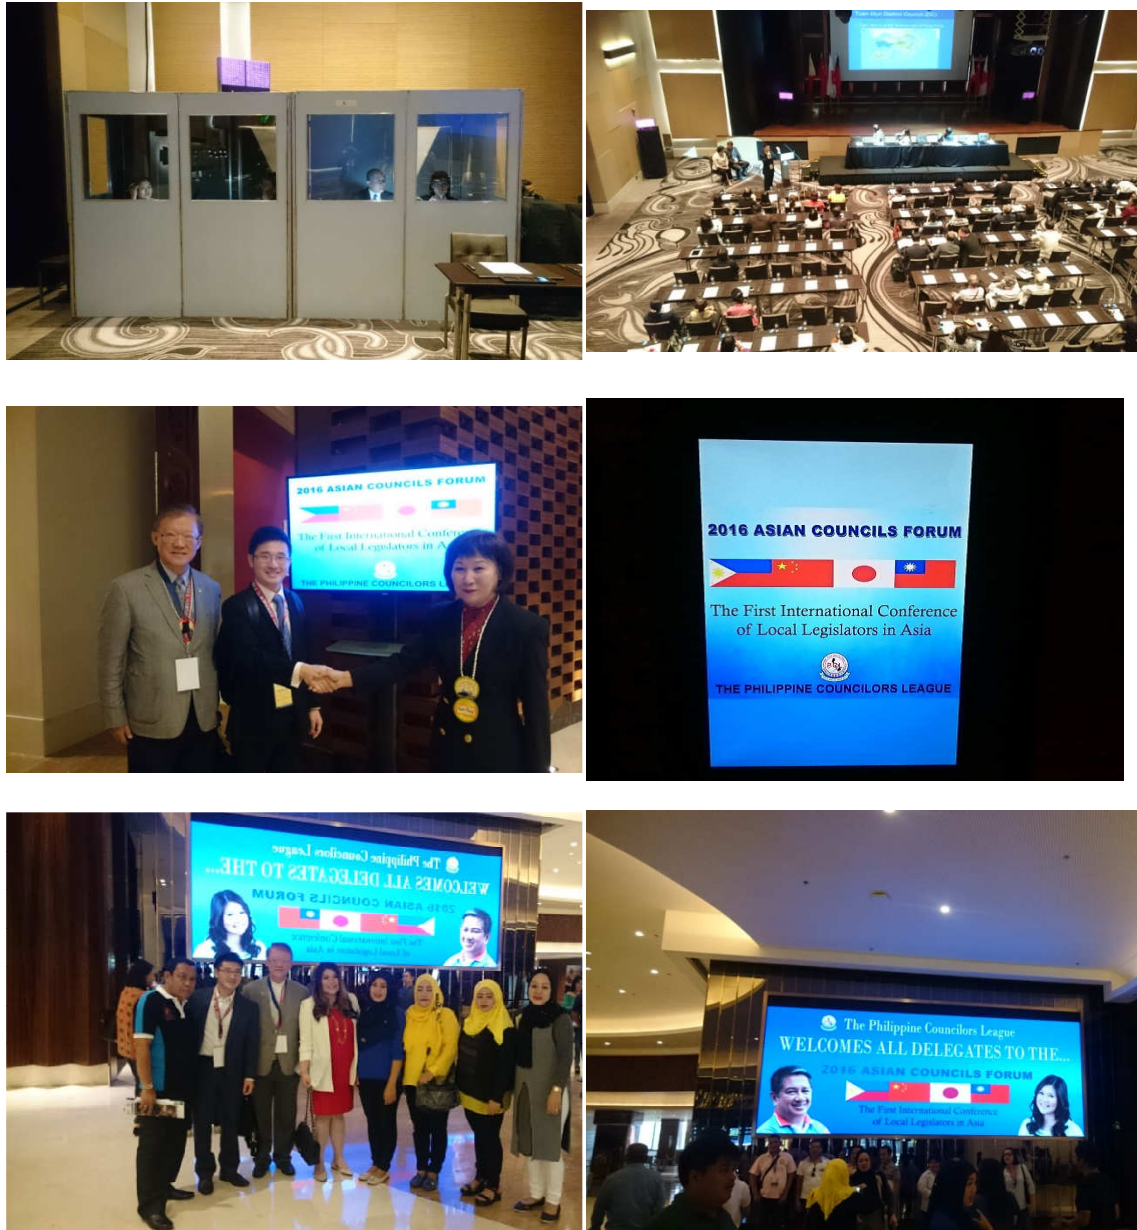 Tuen Mun District Council
2016 ASIAN COUNCILS FORUM
The First International Conference
of Local Legislators in Asia
THE PHILIPPINE COUNCILORS
2016 ASIAN COUNCILS FORUM
The First International Conference
of Local Legislators in Asia
THE PHILIPPINE COUNCILORS LEAGUE
The Philippine Councilors League
WELCOMES ALL DELEGATES TO THE...
2016 ASIAN COUNCILS FORUM
The First International Conference
of Local Legislators in Asia
The Philippine Councilors League
WELCOMES ALL DELEGATES TO THE...
2016 ASIAN COUNCILS FORUM
The First International Conference
of Local Legislators in Asia